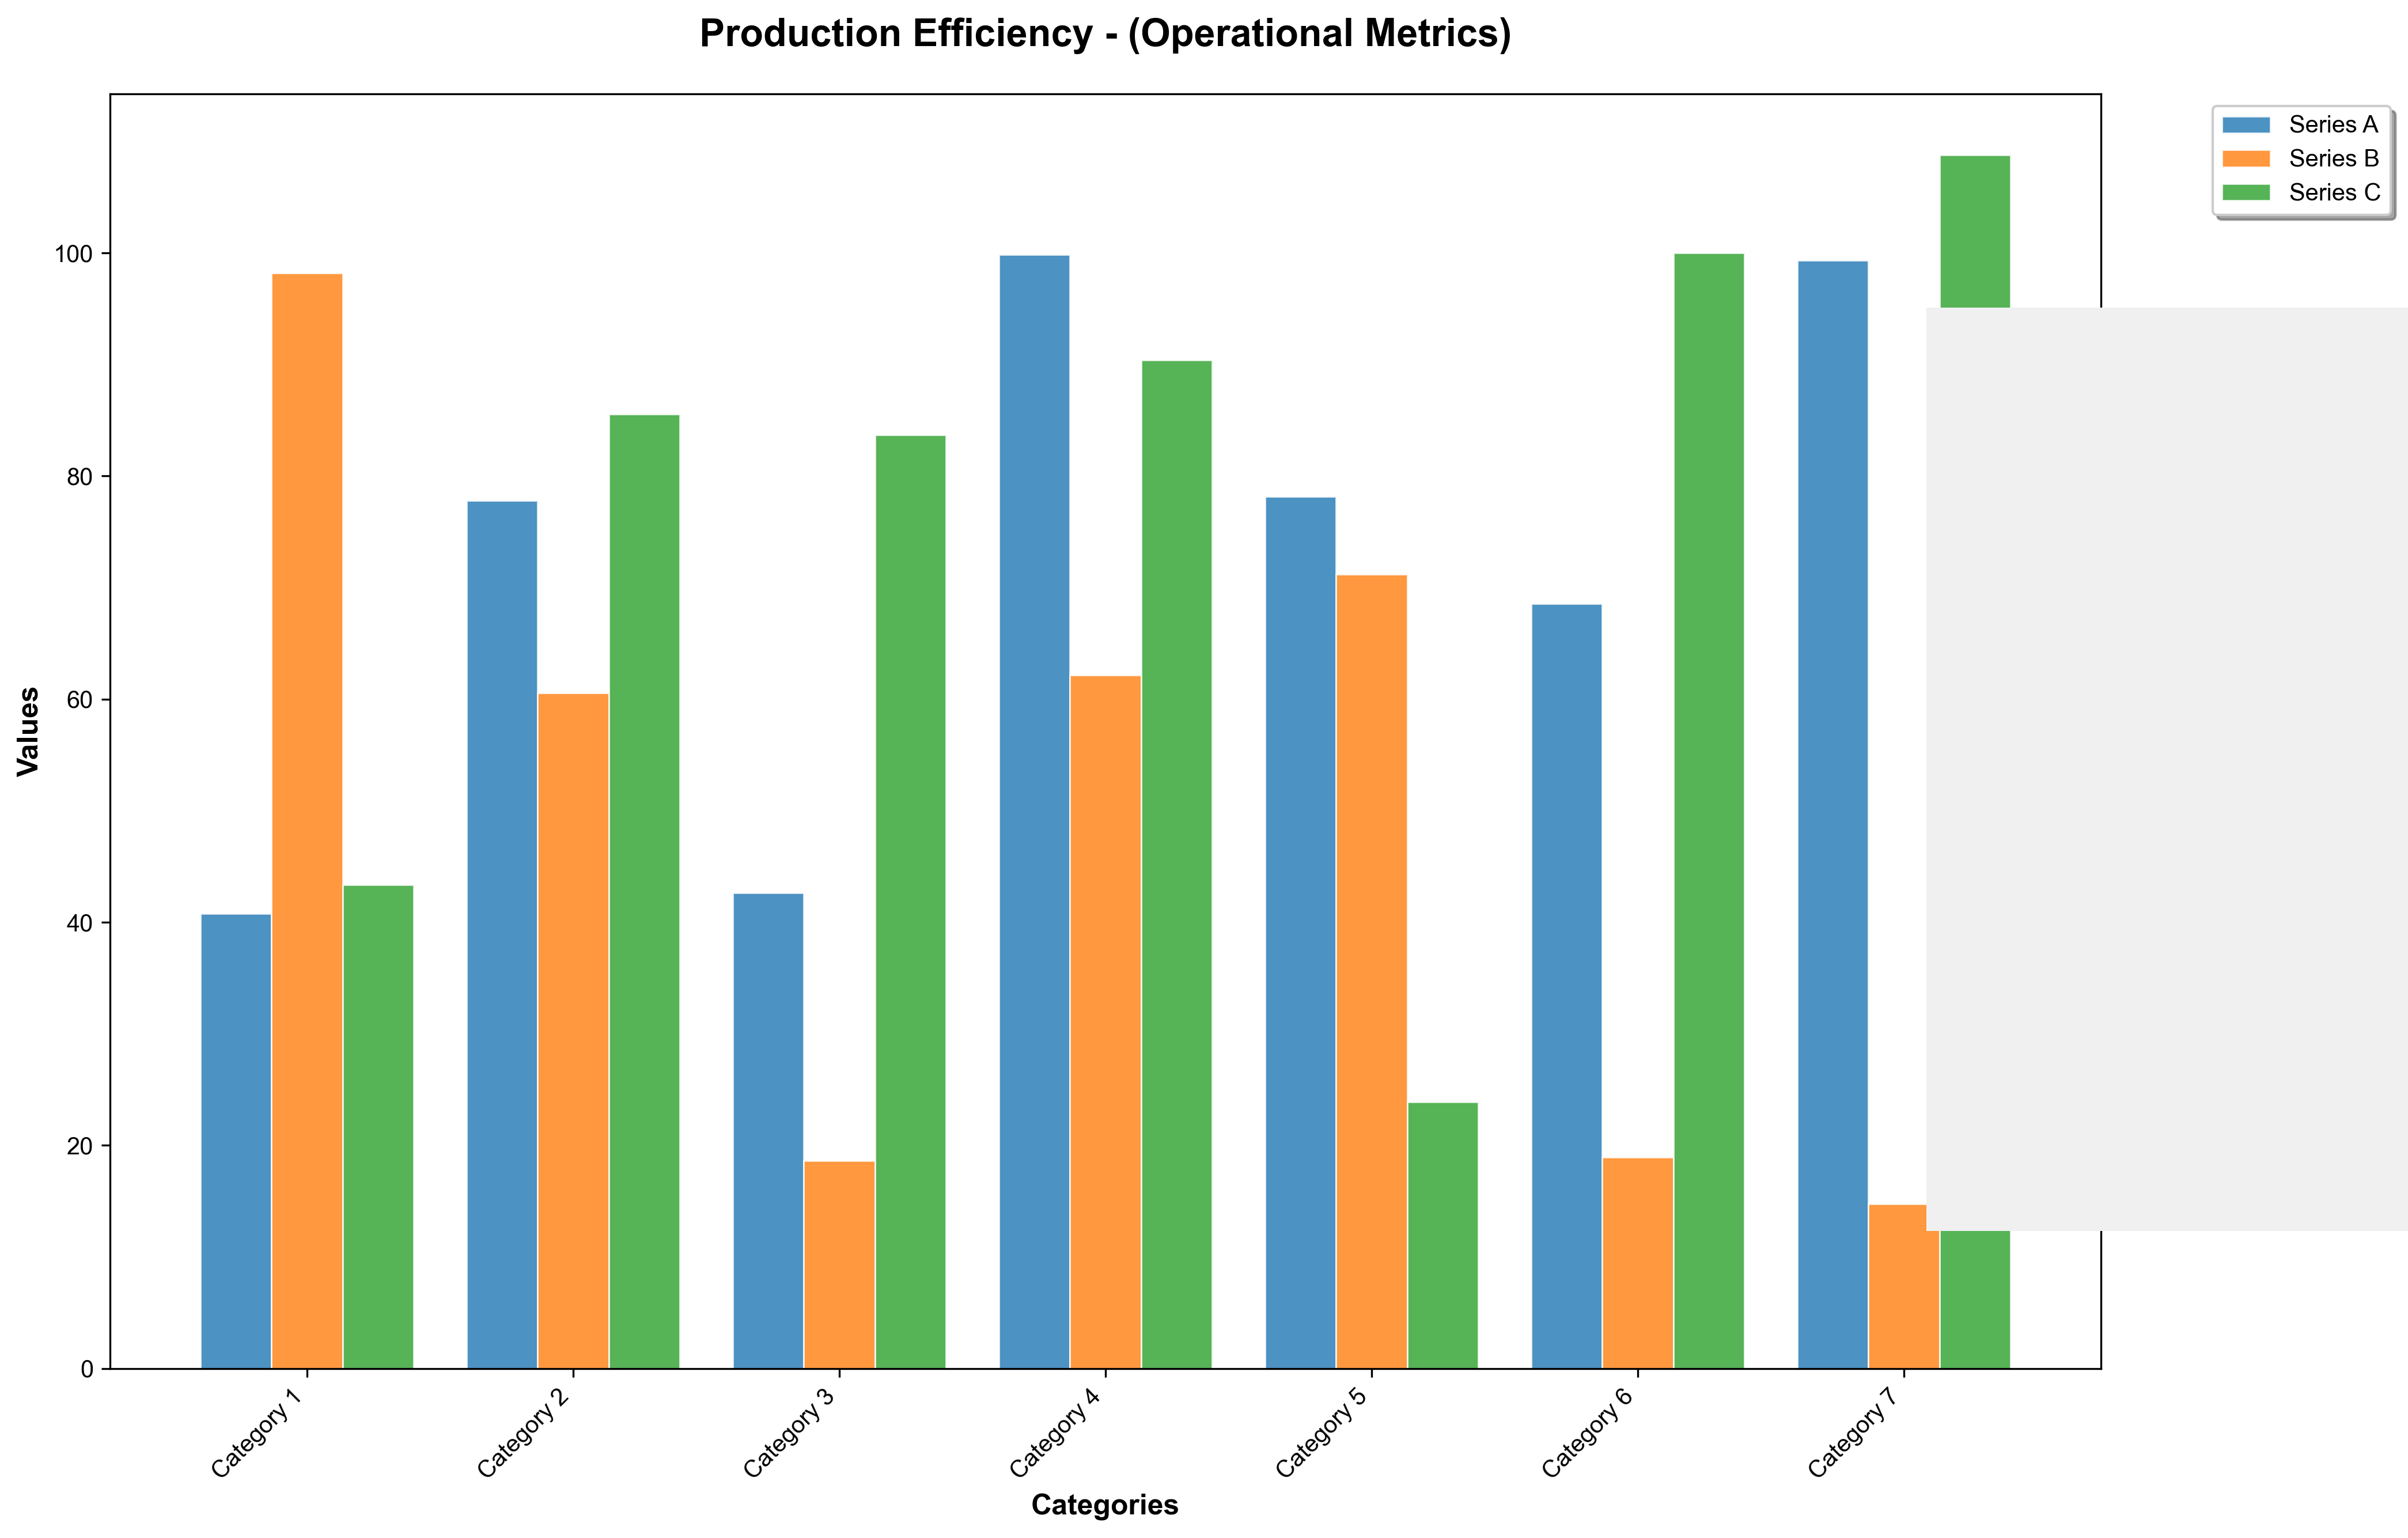 Production Efficiency - (Operational Metrics)
Series A
Series B
Series C
100
80
60
40
20
0
Values
Category 1
Category 2
Category 3
Category 4
Category 5
Category 6
Category 7
Categories